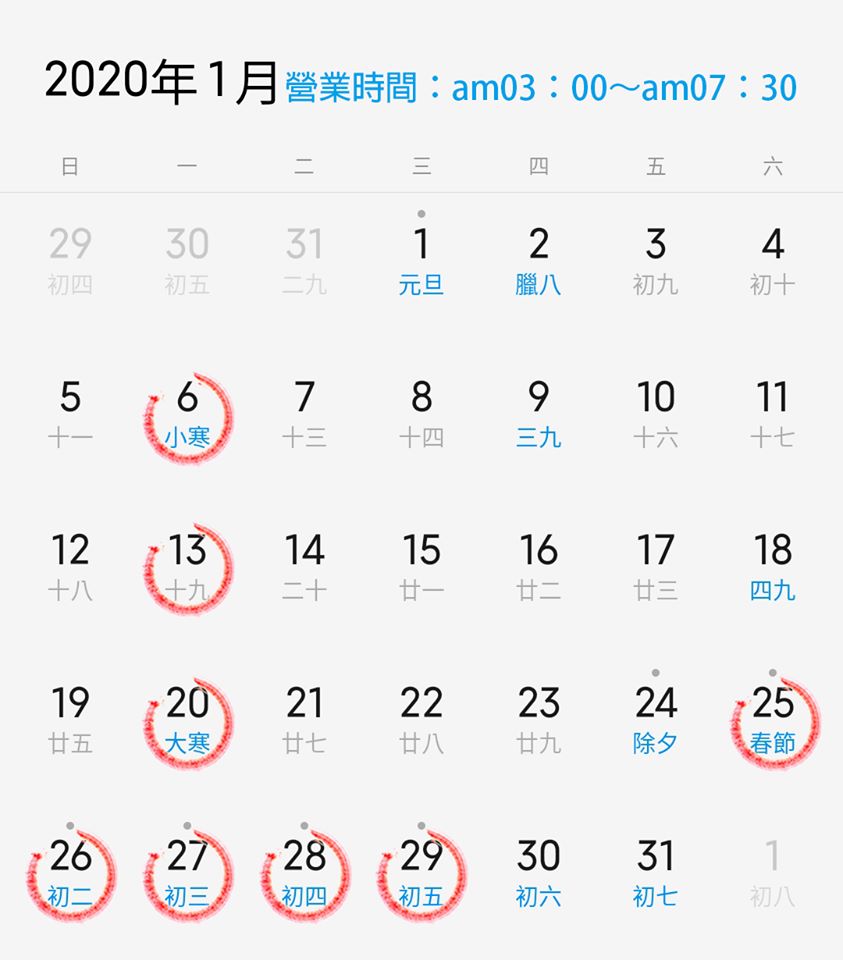 2020年1月營業時間：am03：00～am07：30
日 一 二 三 四 五 六
29 30 31 1 2 3 4
初四 初五 二九 元旦 臘八 初九 初十
5 6 7 8 9 10 11
十一 小寒 十三 十四 三九 十六 十七
12 13 14 15 16 17 18
十八 十九 二十 廿一 廿二 廿三 四九
19 20 21 22 23 24 25
廿五 大寒 廿七 廿八 廿九 除夕 春節
26 27 28 29 30 31 1
初二 初三 初四 初五 初六 初七 初八